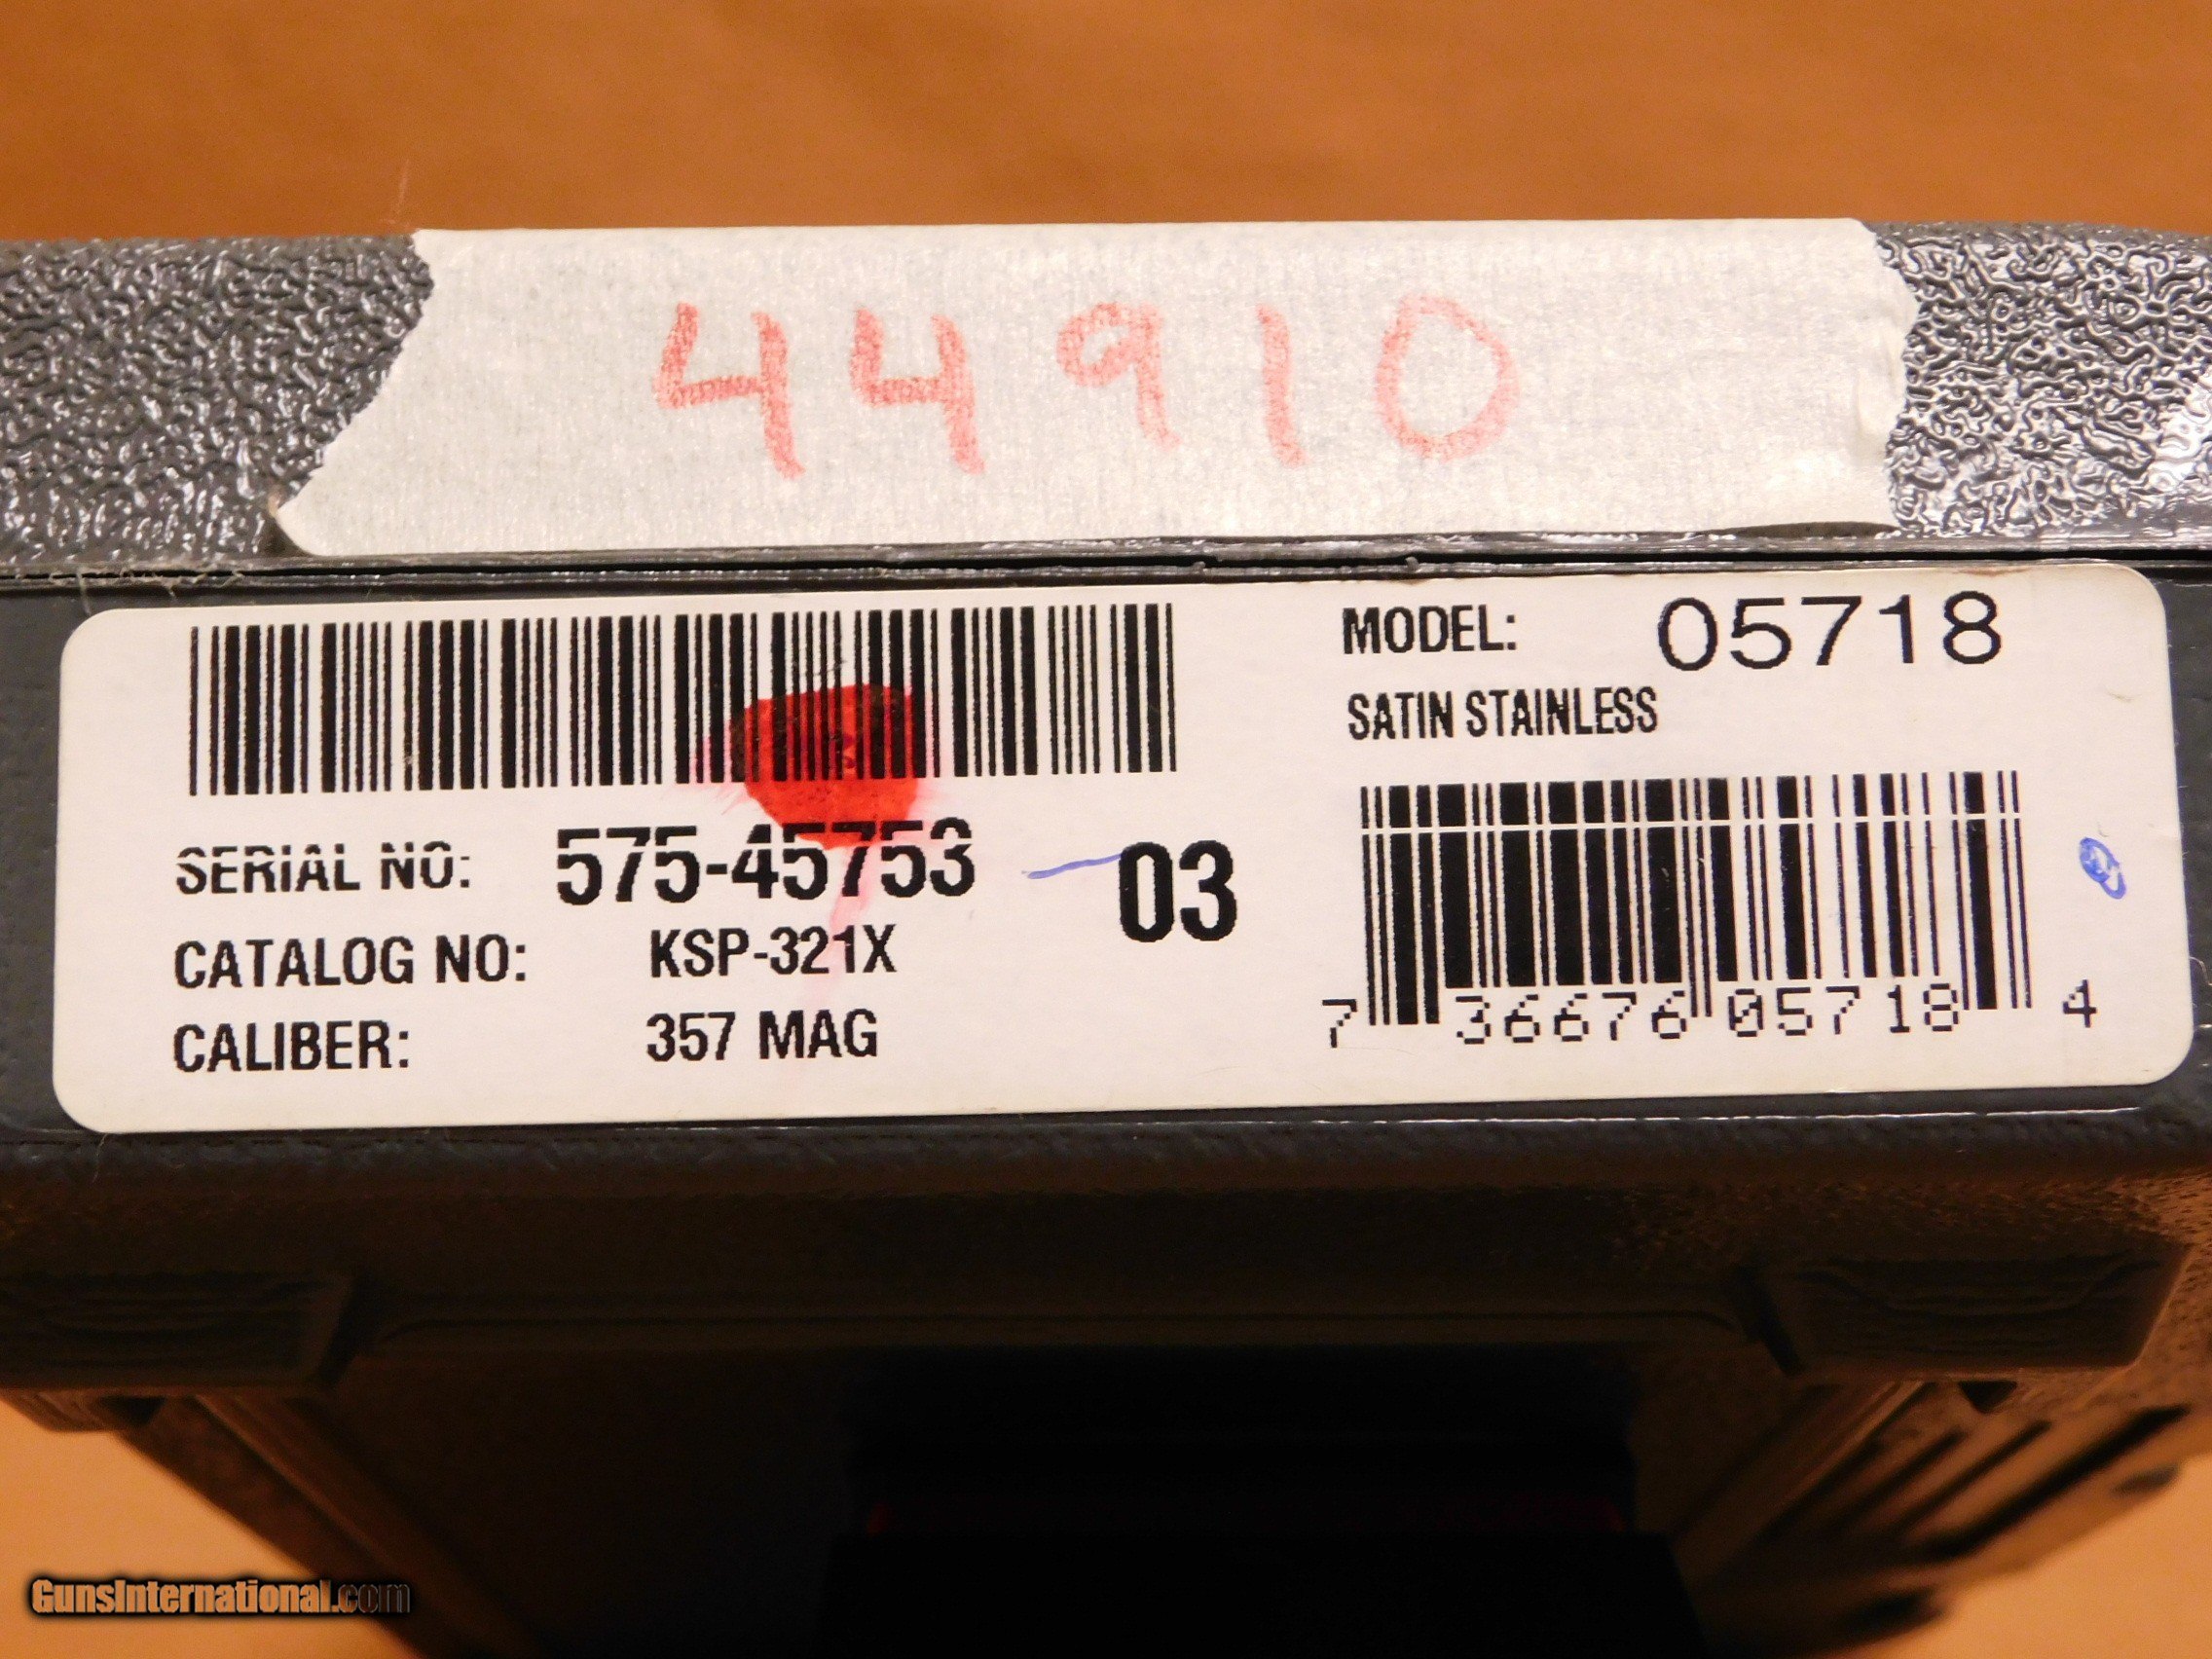 44910
MODEL: 05718
SATIN STAINLESS
SERIAL NO: 575-45753
03
CATALOG NO: KSP-321X
CALIBER: 357 MAG
7 36676 05718 4
GunsInternational.com